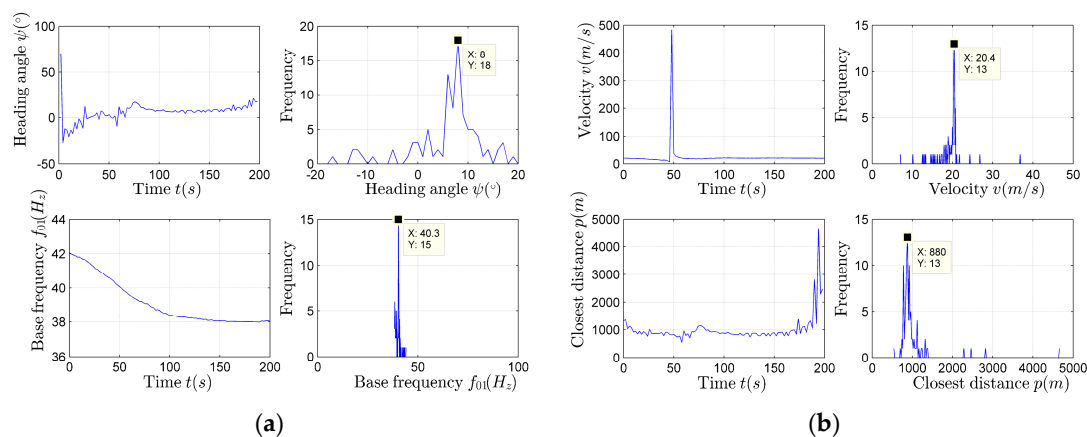 Heading angle ψ(°)
100
50
0
-50
0 50 100 150 200
Time t(s)
Frequency
20
15
10
5
0
-20 -10 0 10 20
Heading angle ψ(°)
X: 0
Y: 18
Base frequency f01(Hz)
44
42
40
38
36
0 50 100 150 200
Time t(s)
Frequency
15
10
5
0
0 50 100
Base frequency f01(Hz)
X: 40.3
Y: 15
(a)
Velocity v(m/s)
500
400
300
200
100
0
0 50 100 150 200
Time t(s)
Frequency
15
10
5
0
0 10 20 30 40 50
Velocity v(m/s)
X: 20.4
Y: 13
Closest distance p(m)
5000
4000
3000
2000
1000
0
0 50 100 150 200
Time t(s)
Frequency
15
10
5
0
0 1000 2000 3000 4000 5000
Closest distance p(m)
X: 880
Y: 13
(b)